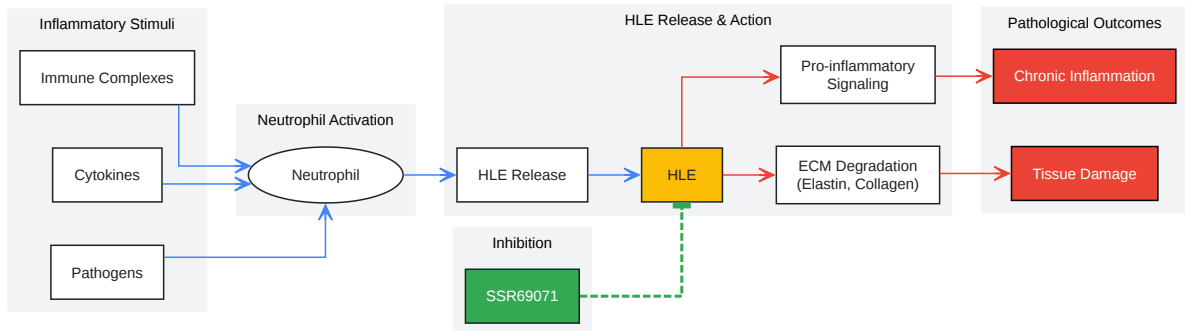 Inflammatory Stimuli
Immune Complexes
Cytokines
Pathogens
Neutrophil Activation
Neutrophil
HLE Release & Action
HLE Release
HLE
Pro-inflammatory
Signaling
ECM Degradation
(Elastin, Collagen)
Inhibition
SSR69071
Pathological Outcomes
Chronic Inflammation
Tissue Damage